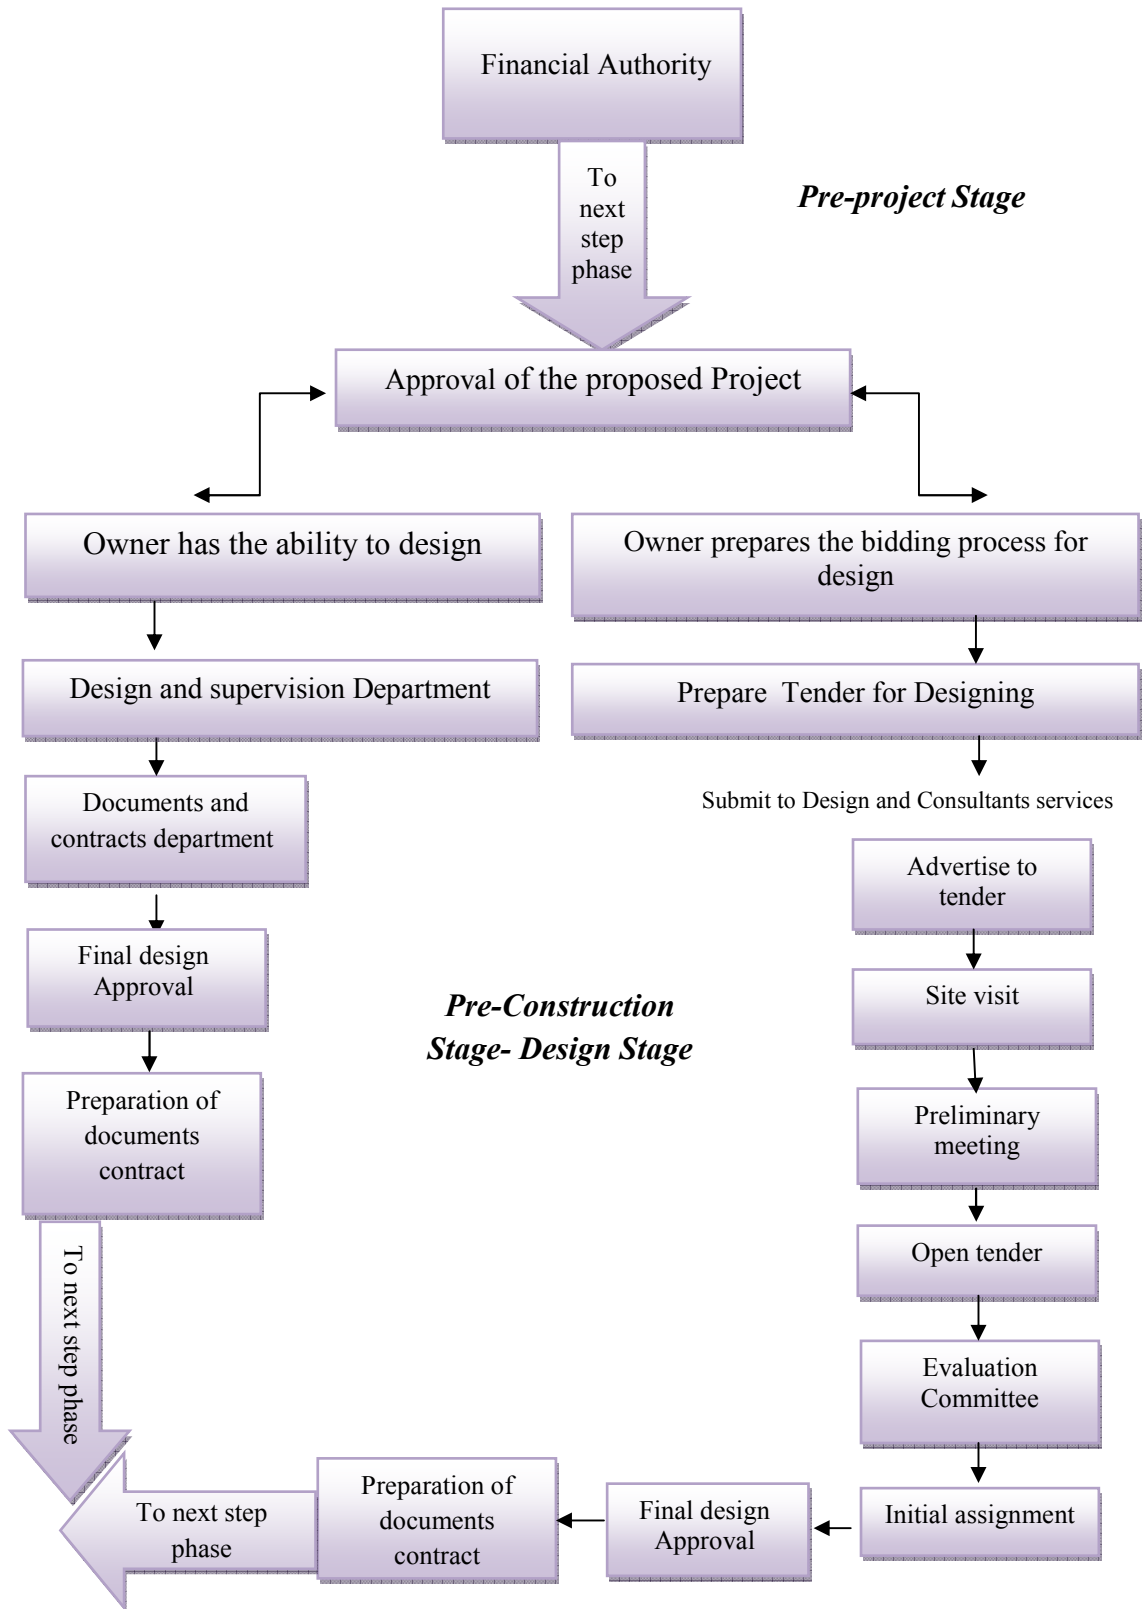 Financial Authority
To
next
step
phase
Pre-project Stage
Approval of the proposed Project
Owner has the ability to design
Owner prepares the bidding process for
design
Design and supervision Department
Prepare Tender for Designing
Documents and
contracts department
Submit to Design and Consultants services
Advertise to
tender
Final design
Approval
Site visit
Pre-Construction
Stage- Design Stage
Preparation of
documents
contract
Preliminary
meeting
Open tender
To next step phase
Evaluation
Committee
Initial assignment
Final design
Approval
Preparation of
documents
contract
To next step
phase